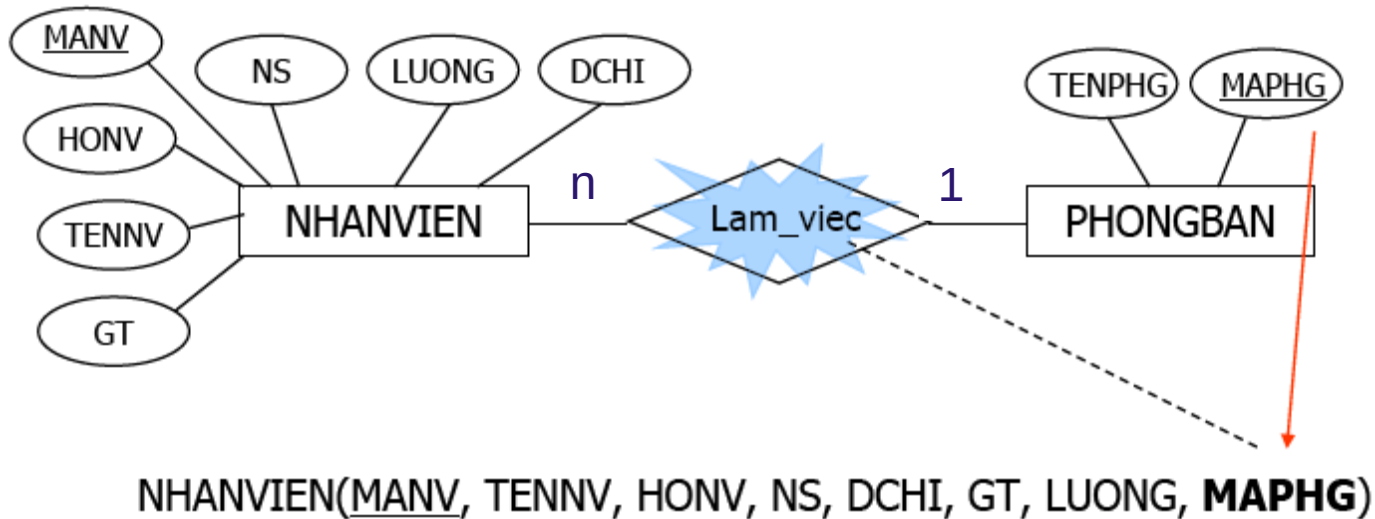 MANV
NS
LUONG
DCHI
TENPHG
MAPHG
HONV
TENNV
GT
NHANVIEN
n
Lam_viec
1
PHONGBAN
NHANVIEN(MANV, TENNV, HONV, NS, DCHI, GT, LUONG, MAPHG)